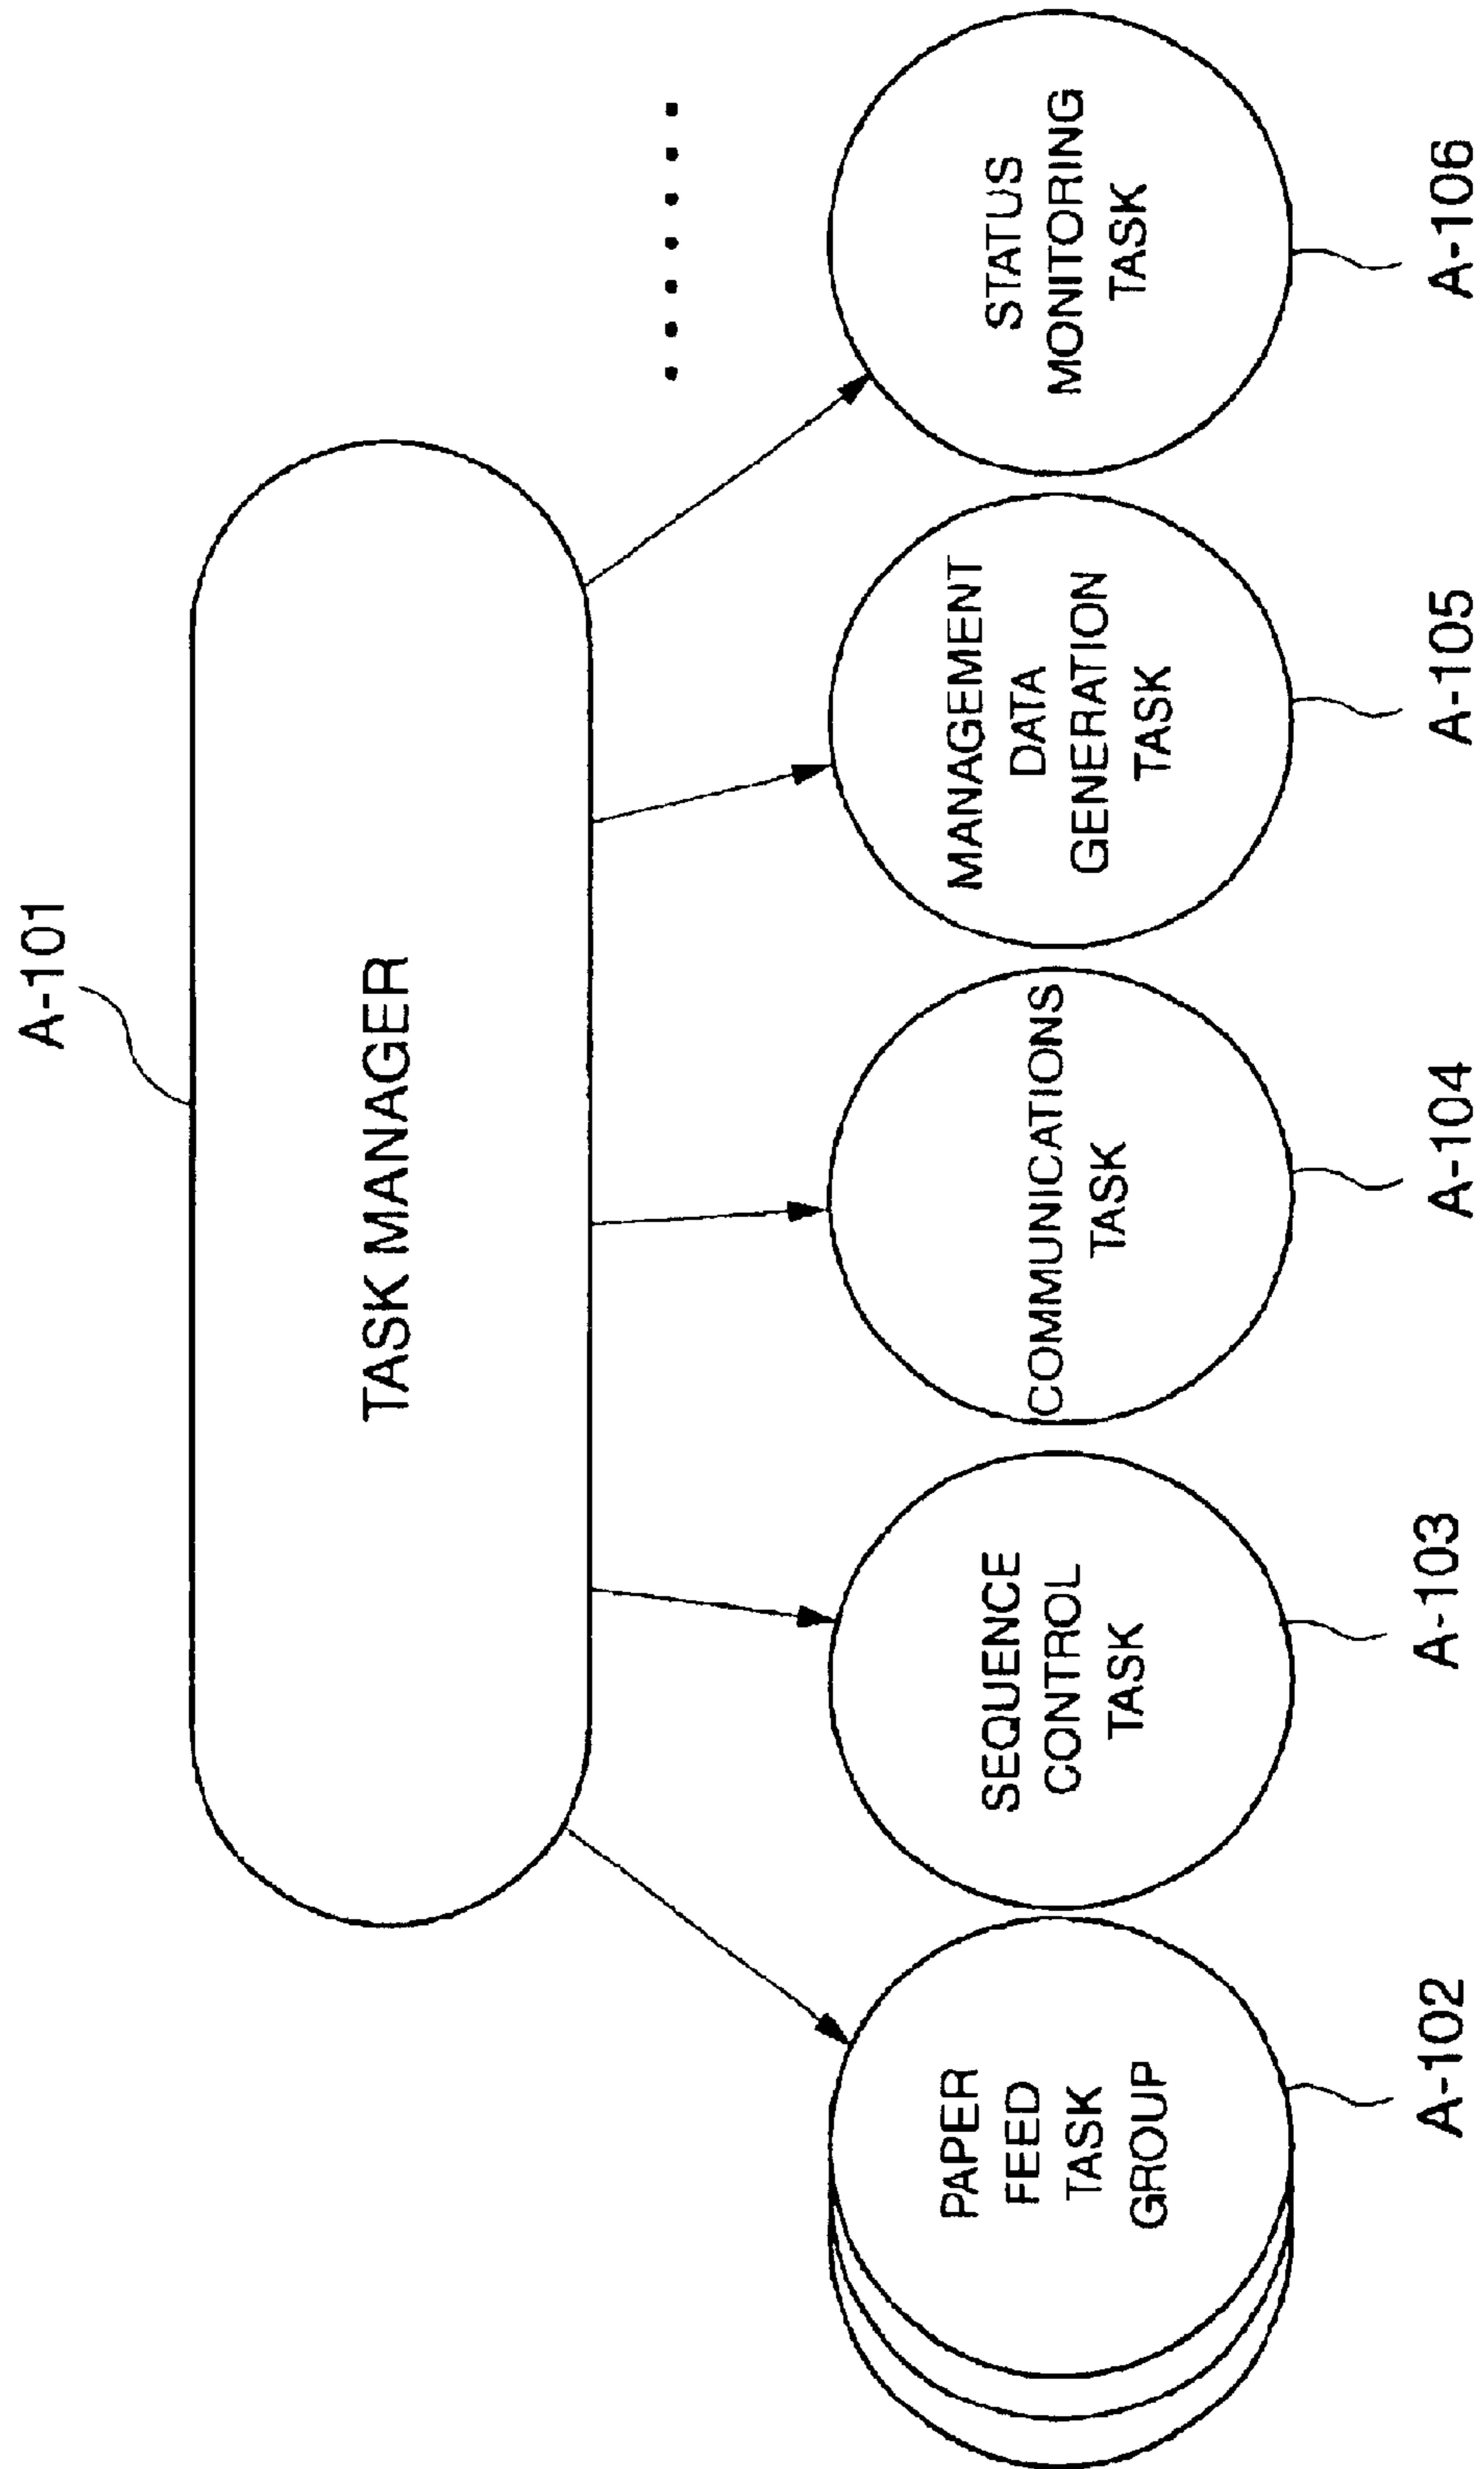 A-101
TASK MANAGER
.......
PAPER
FEED
TASK
GROUP
SEQUENCE
CONTROL
TASK
COMMUNICATIONS
TASK
MANAGEMENT
DATA
GENERATION
TASK
STATUS
MONITORING
TASK
A-102
A-103
A-104
A-105
A-106